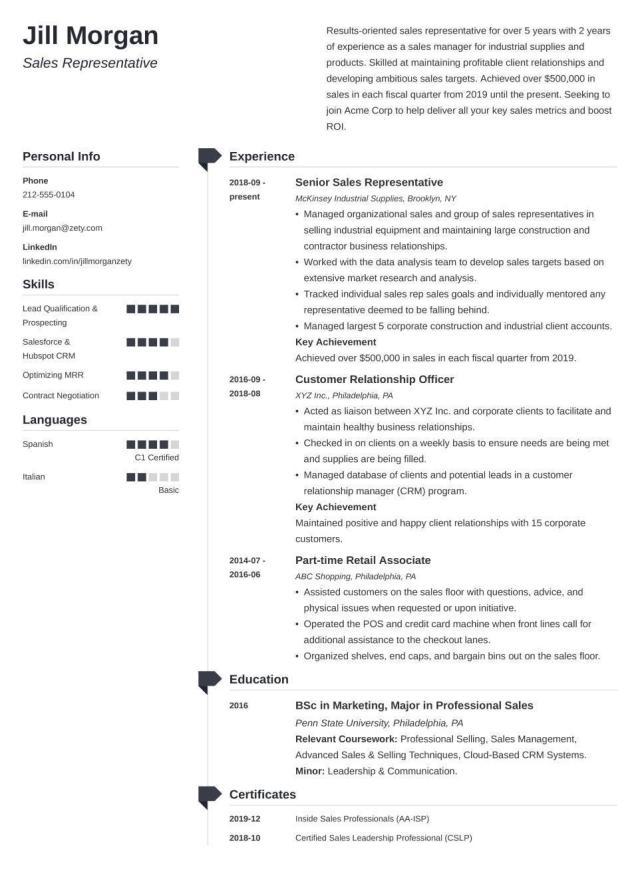 Jill Morgan
Sales Representative
Results-oriented sales representative for over 5 years with 2 years
of experience as a sales manager for industrial supplies and
products. Skilled at maintaining profitable client relationships and
developing ambitious sales targets. Achieved over $500,000 in
sales in each fiscal quarter from 2019 until the present. Seeking to
join Acme Corp to help deliver all your key sales metrics and boost
ROI.
Personal Info
Phone
212-555-0104
E-mail
jill.morgan@zety.com
LinkedIn
linkedin.com/in/jillmorganzety
Skills
Lead Qualification &
Prospecting
Salesforce &
Hubspot CRM
Optimizing MRR
Contract Negotiation
Languages
Spanish
C1 Certified
Italian
Basic
Experience
2018-09 -
present
Senior Sales Representative
McKinsey Industrial Supplies, Brooklyn, NY
• Managed organizational sales and group of sales representatives in
selling industrial equipment and maintaining large construction and
contractor business relationships.
• Worked with the data analysis team to develop sales targets based on
extensive market research and analysis.
• Tracked individual sales rep sales goals and individually mentored any
representative deemed to be falling behind.
• Managed largest 5 corporate construction and industrial client accounts.
Key Achievement
Achieved over $500,000 in sales in each fiscal quarter from 2019.
2016-09 -
2018-08
Customer Relationship Officer
XYZ Inc., Philadelphia, PA
• Acted as liaison between XYZ Inc. and corporate clients to facilitate and
maintain healthy business relationships.
• Checked in on clients on a weekly basis to ensure needs are being met
and supplies are being filled.
• Managed database of clients and potential leads in a customer
relationship manager (CRM) program.
Key Achievement
Maintained positive and happy client relationships with 15 corporate
customers.
2014-07 -
2016-06
Part-time Retail Associate
ABC Shopping, Philadelphia, PA
• Assisted customers on the sales floor with questions, advice, and
physical issues when requested or upon initiative.
• Operated the POS and credit card machine when front lines call for
additional assistance to the checkout lanes.
• Organized shelves, end caps, and bargain bins out on the sales floor.
Education
2016
BSc in Marketing, Major in Professional Sales
Penn State University, Philadelphia, PA
Relevant Coursework: Professional Selling, Sales Management,
Advanced Sales & Selling Techniques, Cloud-Based CRM Systems.
Minor: Leadership & Communication.
Certificates
2019-12 Inside Sales Professionals (AA-ISP)
2018-10 Certified Sales Leadership Professional (CSLP)